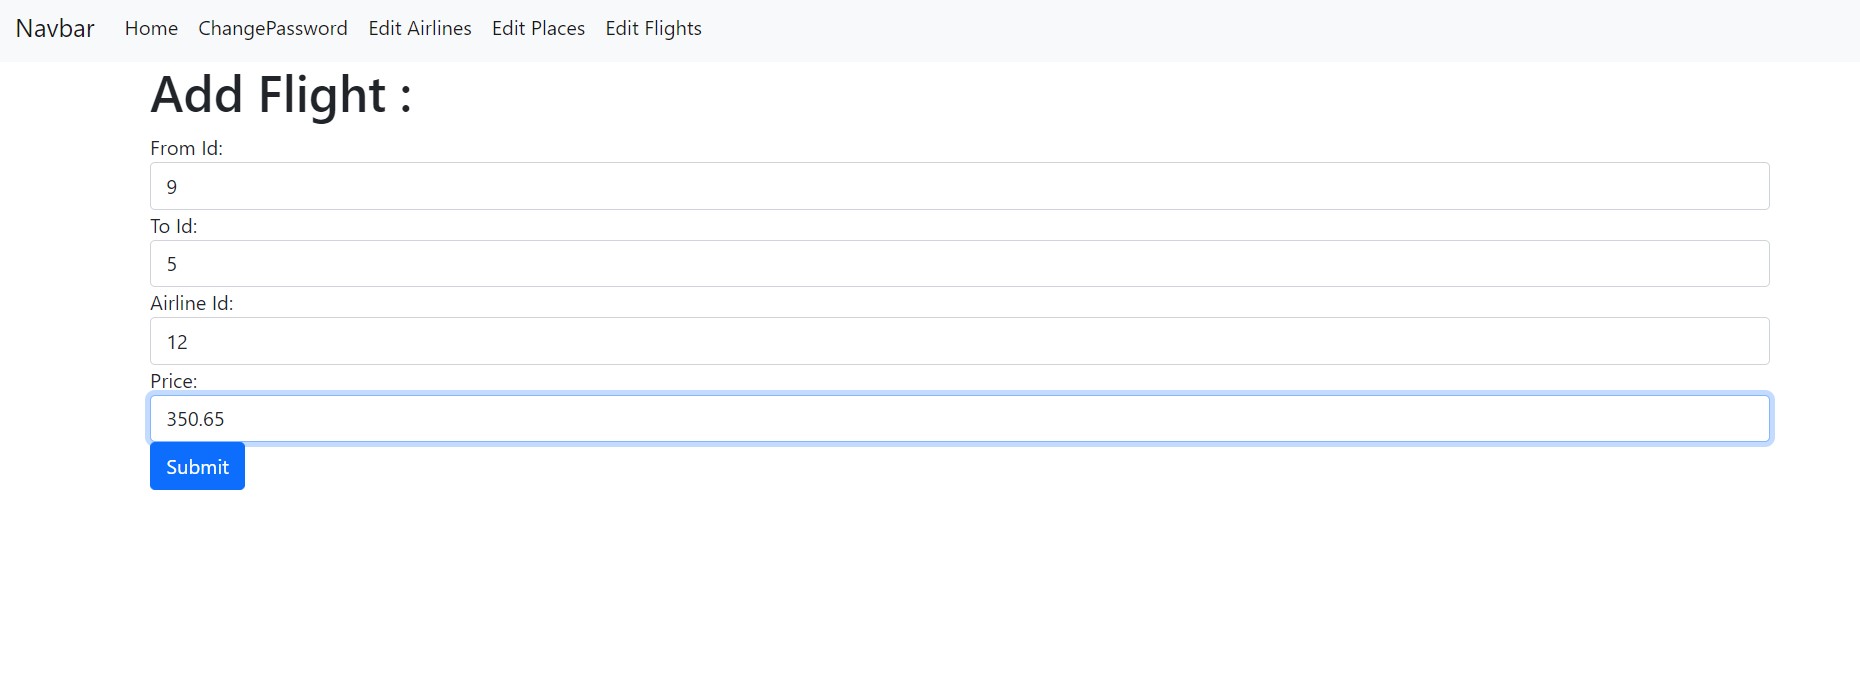 Navbar Home ChangePassword Edit Airlines Edit Places Edit Flights
Add Flight :
From Id:
9
To Id:
5
Airline Id:
12
Price:
350.65
Submit